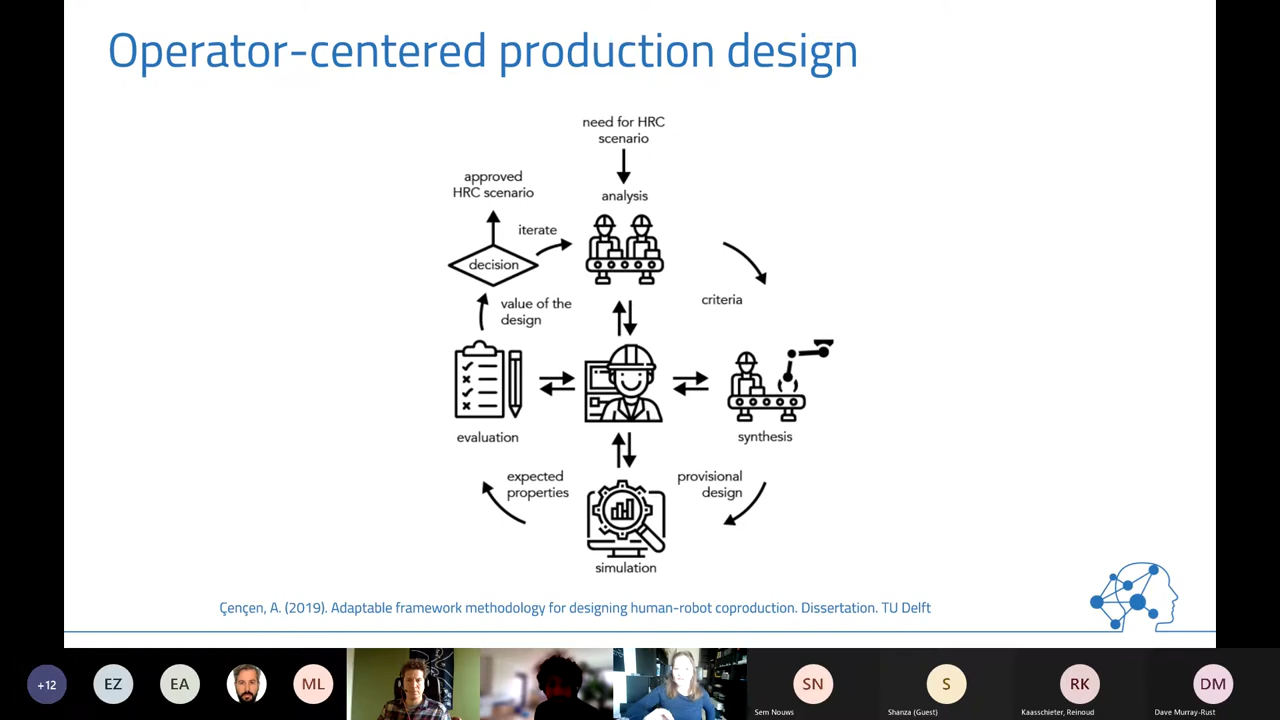 Operator-centered production design
need for HRC
scenario
analysis
approved
HRC scenario
iterate
decision
criteria
value of the
design
evaluation
synthesis
expected
properties
provisional
design
simulation
Çençen, A. (2019). Adaptable framework methodology for designing human-robot coproduction. Dissertation. TU Delft
+12
EZ
EA
ML
SN
Sem Nouws
S
Shanza (Guest)
RK
Kaasschieter, Reinoud
DM
Dave Murray-Rust